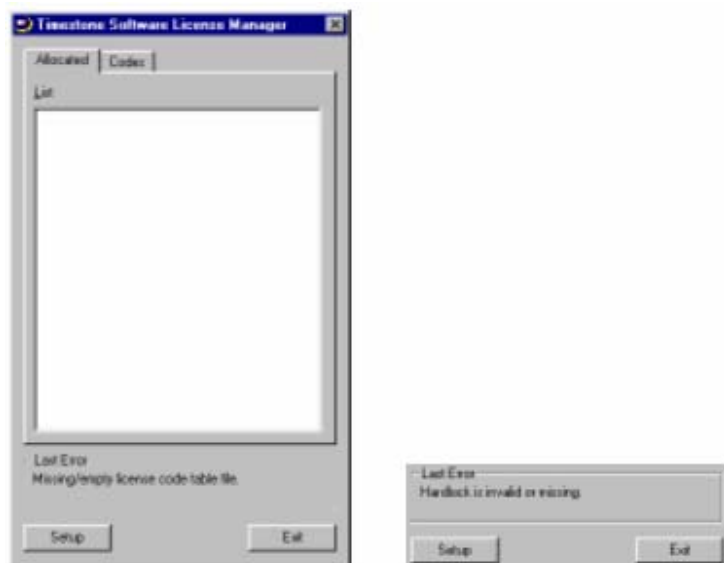 Timestone Software License Manager
Allocated
Codes
List
Last Error
Missing/empty license code table file.
Setup
Exit
Last Error
Hardlock is invalid or missing.
Setup
Exit